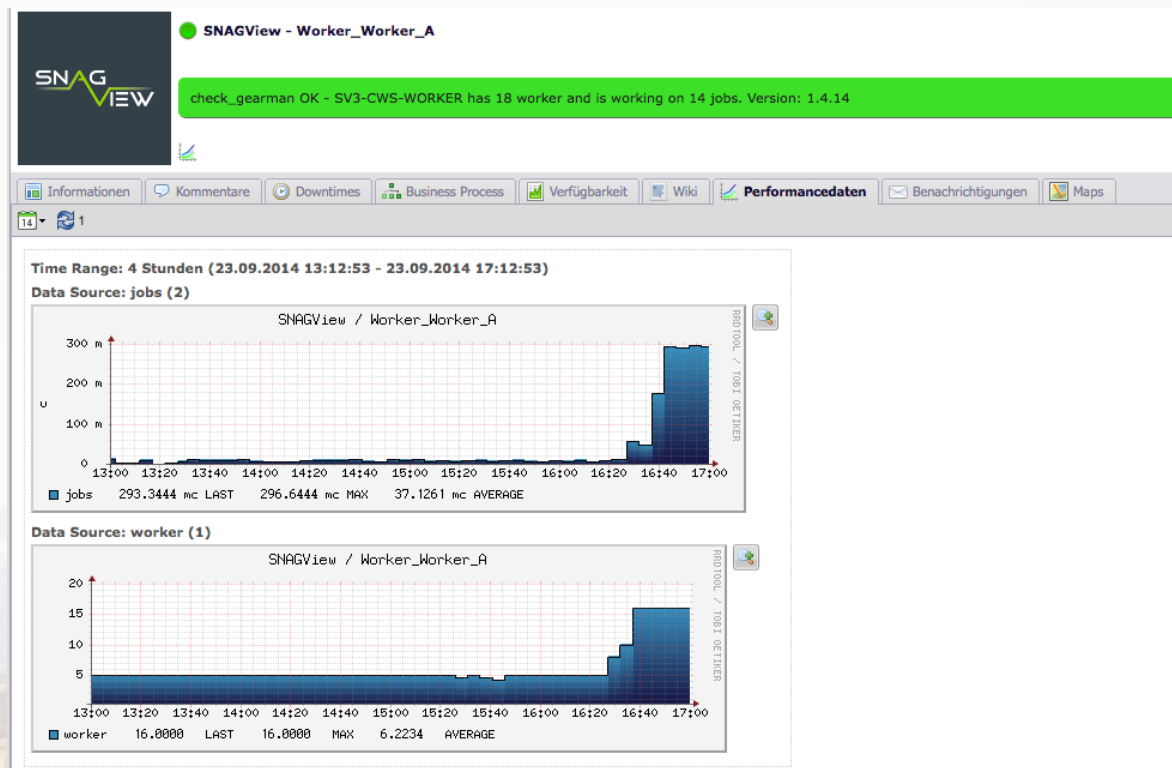 SNAGView - Worker_Worker_A
SNAG
VIEW
check_gearman OK - SV3-CWS-WORKER has 18 worker and is working on 14 jobs. Version: 1.4.14
Informationen Kommentare Downtimes Business Process Verfügbarkeit Wiki Performancedaten Benachrichtigungen Maps
14 1
Time Range: 4 Stunden (23.09.2014 13:12:53 - 23.09.2014 17:12:53)
Data Source: jobs (2)
SNAGView / Worker_Worker_A
RRDTOOL / TOBI OETIKER
300 m
200 m
c
100 m
0
13:00 13:20 13:40 14:00 14:20 14:40 15:00 15:20 15:40 16:00 16:20 16:40 17:00
jobs 293.3444 mc LAST 296.6444 mc MAX 37.1261 mc AVERAGE
Data Source: worker (1)
SNAGView / Worker_Worker_A
RRDTOOL / TOBI OETIKER
20
15
10
5
13:00 13:20 13:40 14:00 14:20 14:40 15:00 15:20 15:40 16:00 16:20 16:40 17:00
worker 16.0000 LAST 16.0000 MAX 6.2234 AVERAGE